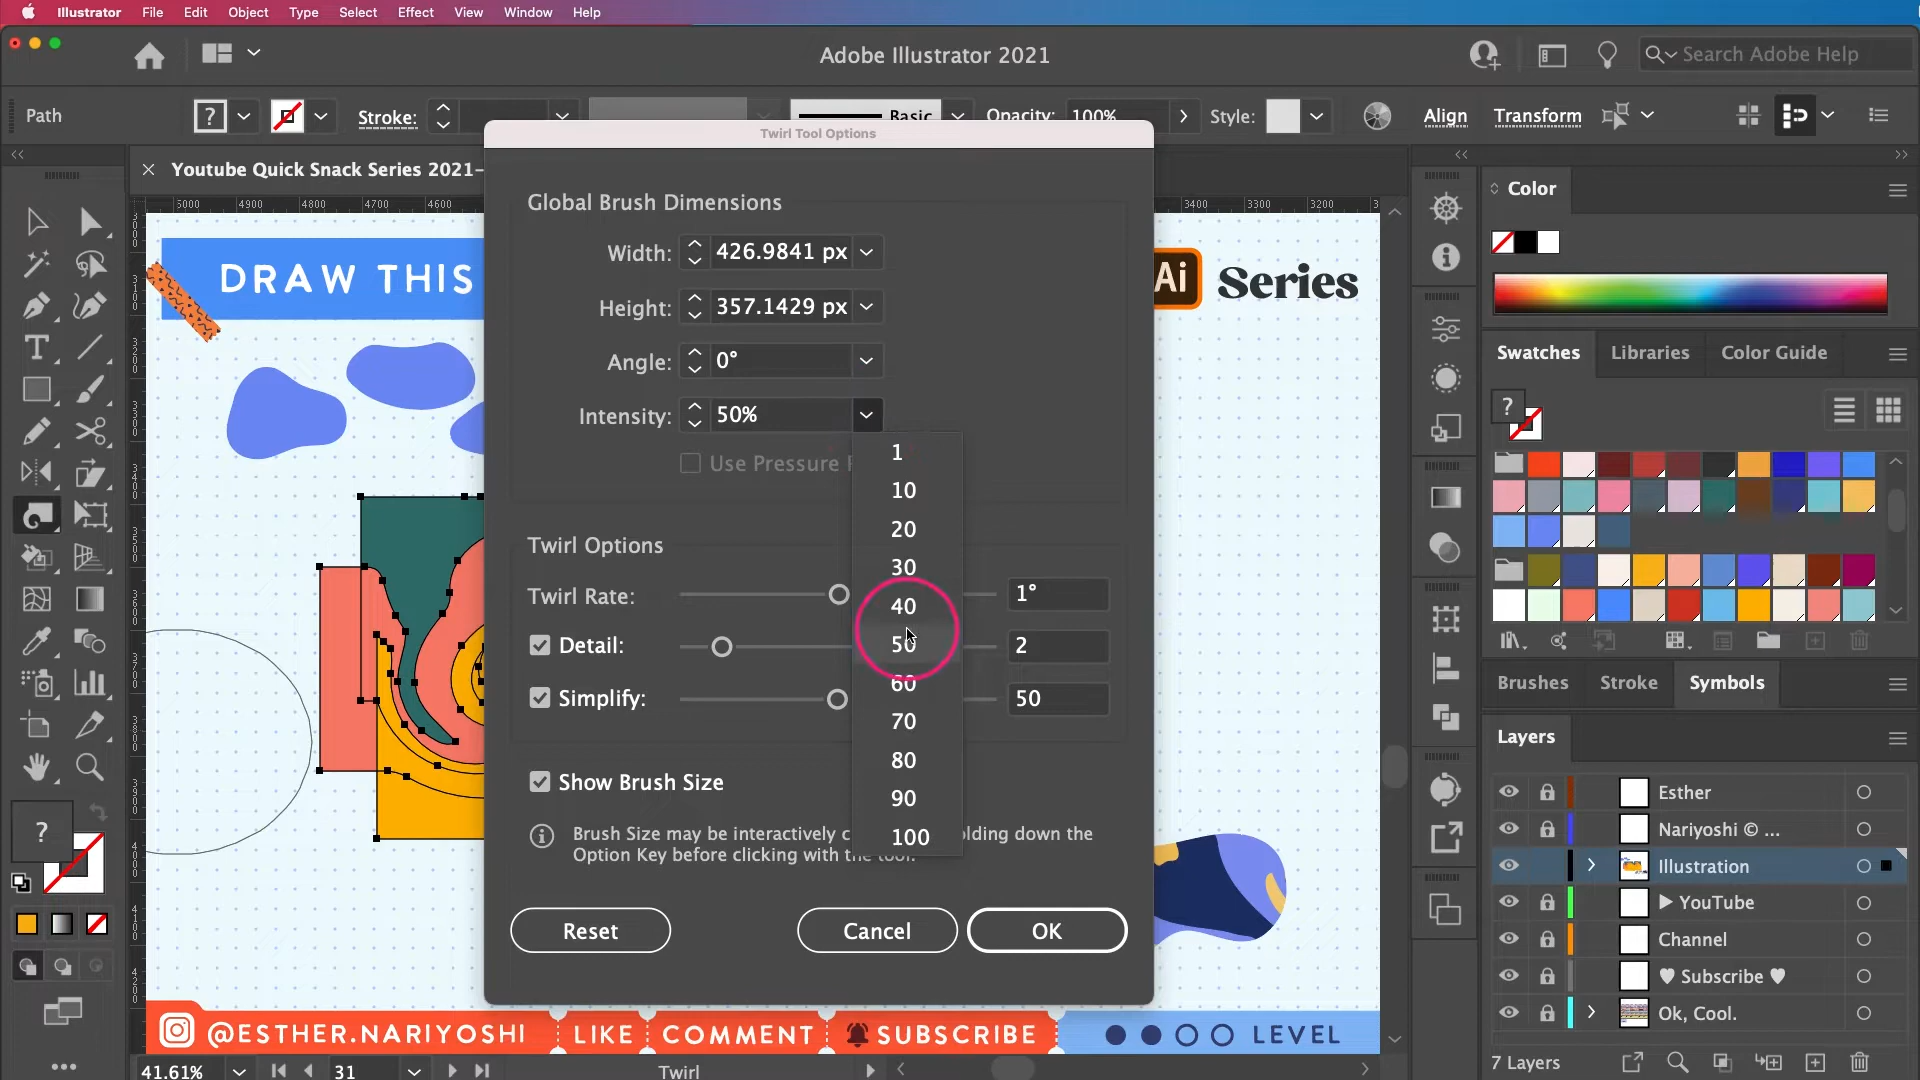 Illustrator File Edit Object Type Select Effect View Window Help
Adobe Illustrator 2021
Search Adobe Help
Path
?
Stroke:
Basic
Opacity: 100%
Style:
Align
Transform
Twirl Tool Options
Youtube Quick Snack Series 2021-
5000 4900 4800 4700 4600
3400 3300 3200
DRAW THIS
Ai Series
Global Brush Dimensions
Width: 426.9841 px
Height: 357.1429 px
Angle: 0°
Intensity: 50%
Use Pressure
1
10
20
30
40
50
60
70
80
90
100
Twirl Options
Twirl Rate: 1°
Detail: 2
Simplify: 50
Show Brush Size
Brush Size may be interactively c olding down the
Option Key before clicking with the tool.
Reset Cancel OK
Color
Swatches Libraries Color Guide
?
Brushes Stroke Symbols
Layers
Esther
Nariyoshi © ...
Illustration
▶ YouTube
Channel
♥ Subscribe ♥
Ok, Cool.
7 Layers
?
@ESTHER.NARIYOSHI LIKE COMMENT SUBSCRIBE LEVEL
41.61% 31 Twirl